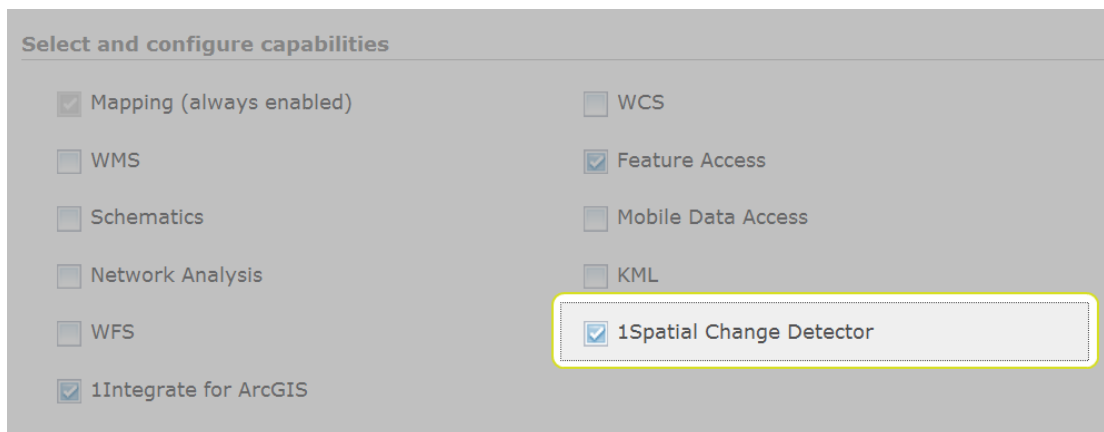 Select and configure capabilities
Mapping (always enabled)
WCS
WMS
Feature Access
Schematics
Mobile Data Access
Network Analysis
KML
WFS
1Spatial Change Detector
1Integrate for ArcGIS